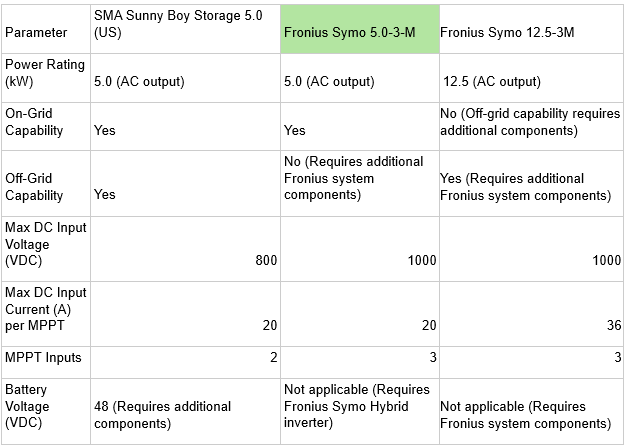 Parameter
SMA Sunny Boy Storage 5.0
(US)
Fronius Symo 5.0-3-M
Fronius Symo 12.5-3M
Power Rating
(kW)
5.0 (AC output)
5.0 (AC output)
12.5 (AC output)
On-Grid
Capability
Yes
Yes
No (Off-grid capability requires
additional components)
Off-Grid
Capability
Yes
No (Requires additional
Fronius system
components)
Yes (Requires additional
Fronius system components)
Max DC Input
Voltage
(VDC)
800
1000
1000
Max DC Input
Current (A)
per MPPT
20
20
36
MPPT Inputs
2
3
3
Battery
Voltage
(VDC)
48 (Requires additional
components)
Not applicable (Requires
Fronius Symo Hybrid
inverter)
Not applicable (Requires
Fronius system components)